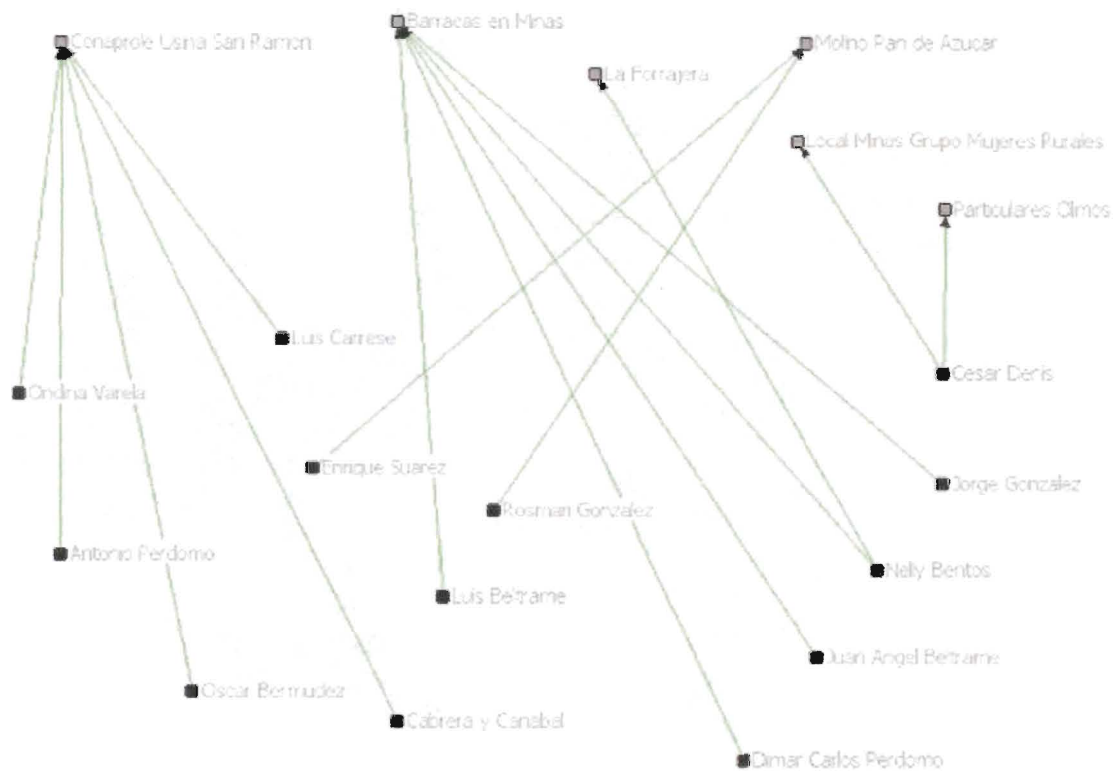 Barracas en Minas
Conaprole Usina San Ramon
Molino Pan de Azucar
La Forrajera
Local Minas Grupo Mujeres Rurales
Particulares Olmos
Luis Carrese
Cesar Denis
Ondina Varela
Enrique Suarez
Jorge Gonzalez
Rosman Gonzalez
Antonio Perdomo
Nelly Bentos
Luis Beltrame
Juan Angel Beltrame
Oscar Bermudez
Cabrera y Canabal
Dimar Carlos Perdomo